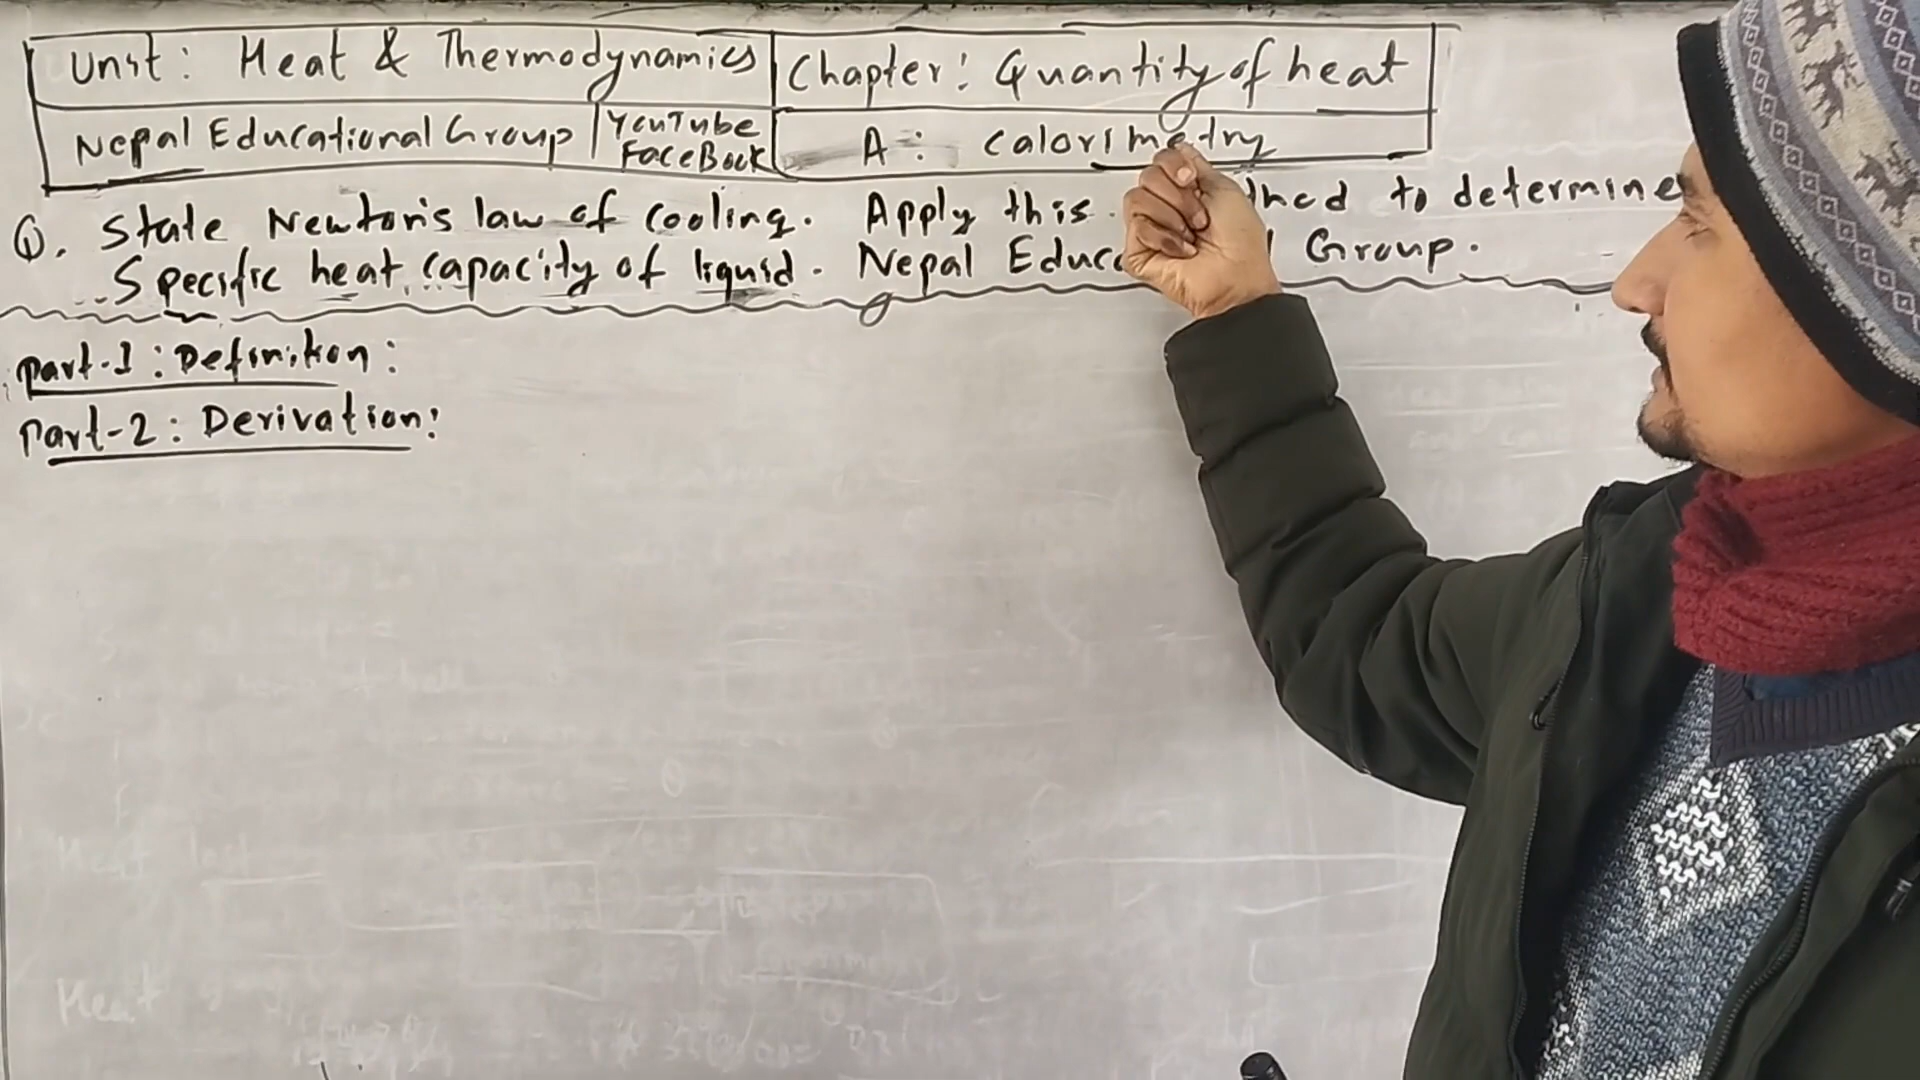 Unit: Heat & Thermodynamics
Chapter: Quantity of heat
Nepal Educational Group
YouTube
FaceBook
A: calorimetry
Q. State Newton's law of cooling. Apply this to determine
Specific heat capacity of liquid. Nepal Group.
Part-1: Definition:
Part-2: Derivation: